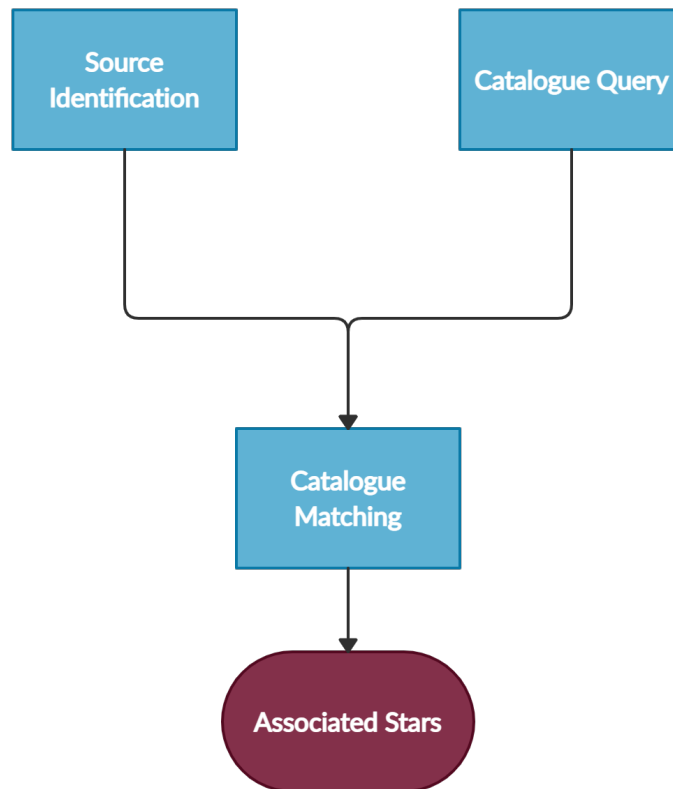 Source
Identification
Catalogue Query
Catalogue
Matching
Associated Stars